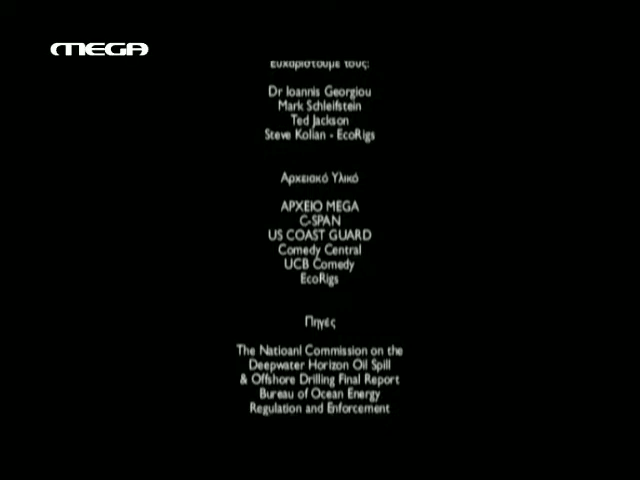 MEGA
Ευχαριστούμε τους:
Dr Ioannis Georgiou
Mark Schleifstein
Ted Jackson
Steve Kolian - EcoRigs
Αρχειακό Υλικό
ΑΡΧΕΙΟ MEGA
C-SPAN
US COAST GUARD
Comedy Central
UCB Comedy
EcoRigs
Πηγές
The Natioanl Commission on the
Deepwater Horizon Oil Spill
& Offshore Drilling Final Report
Bureau of Ocean Energy
Regulation and Enforcement